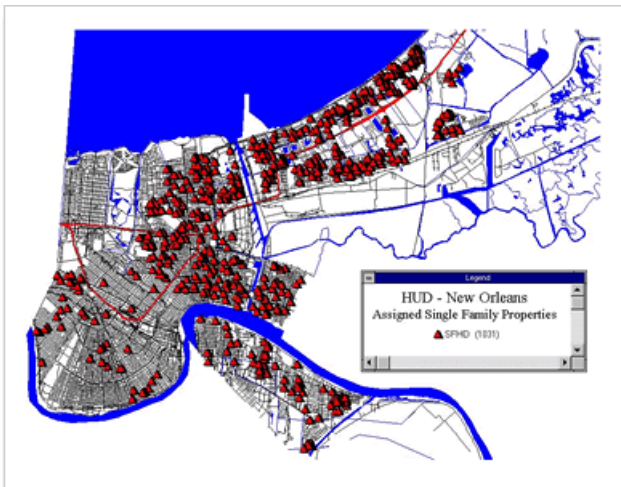 Legend
HUD - New Orleans
Assigned Single Family Properties
SFHD (1031)